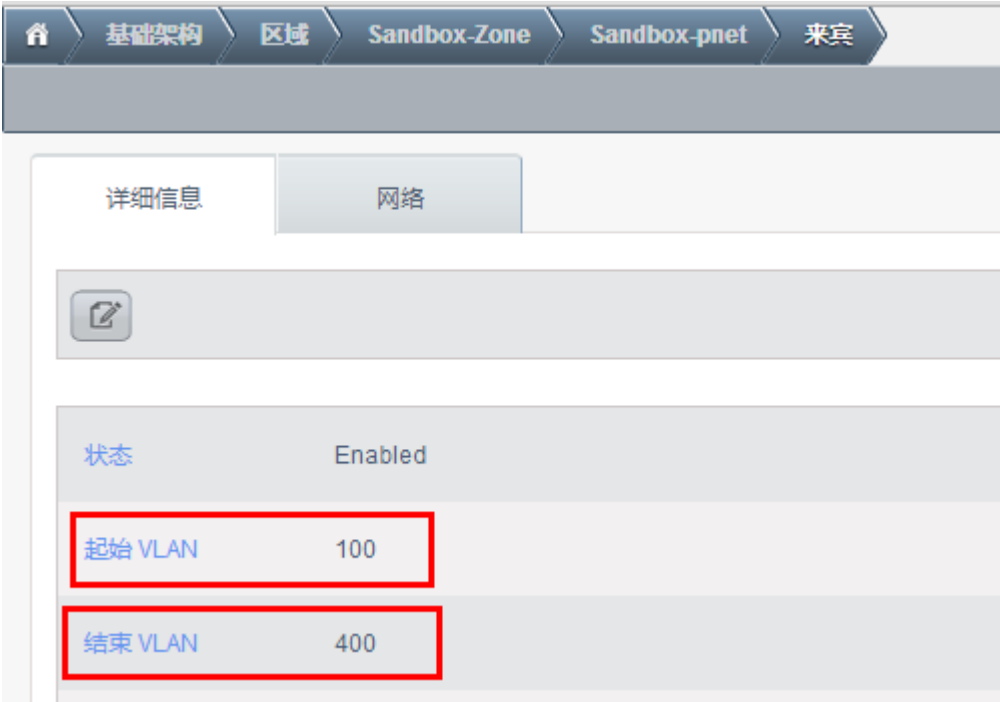 基础架构 区域 Sandbox-Zone Sandbox-pnet 来宾
详细信息 网络
状态 Enabled
起始 VLAN 100
结束 VLAN 400